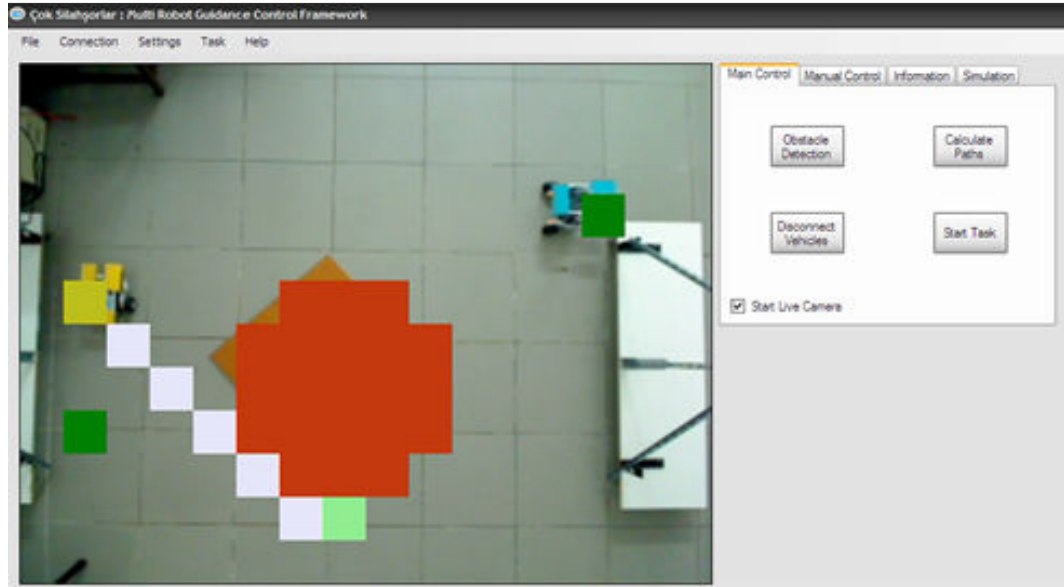 Çok Silahşorlar : Multi Robot Guidance Control Framework
File Connection Settings Task Help
Main Control Manual Control Information Simulation
Obstacle
Detection
Calculate
Paths
Disconnect
Vehicles
Start Task
Start Live Camera